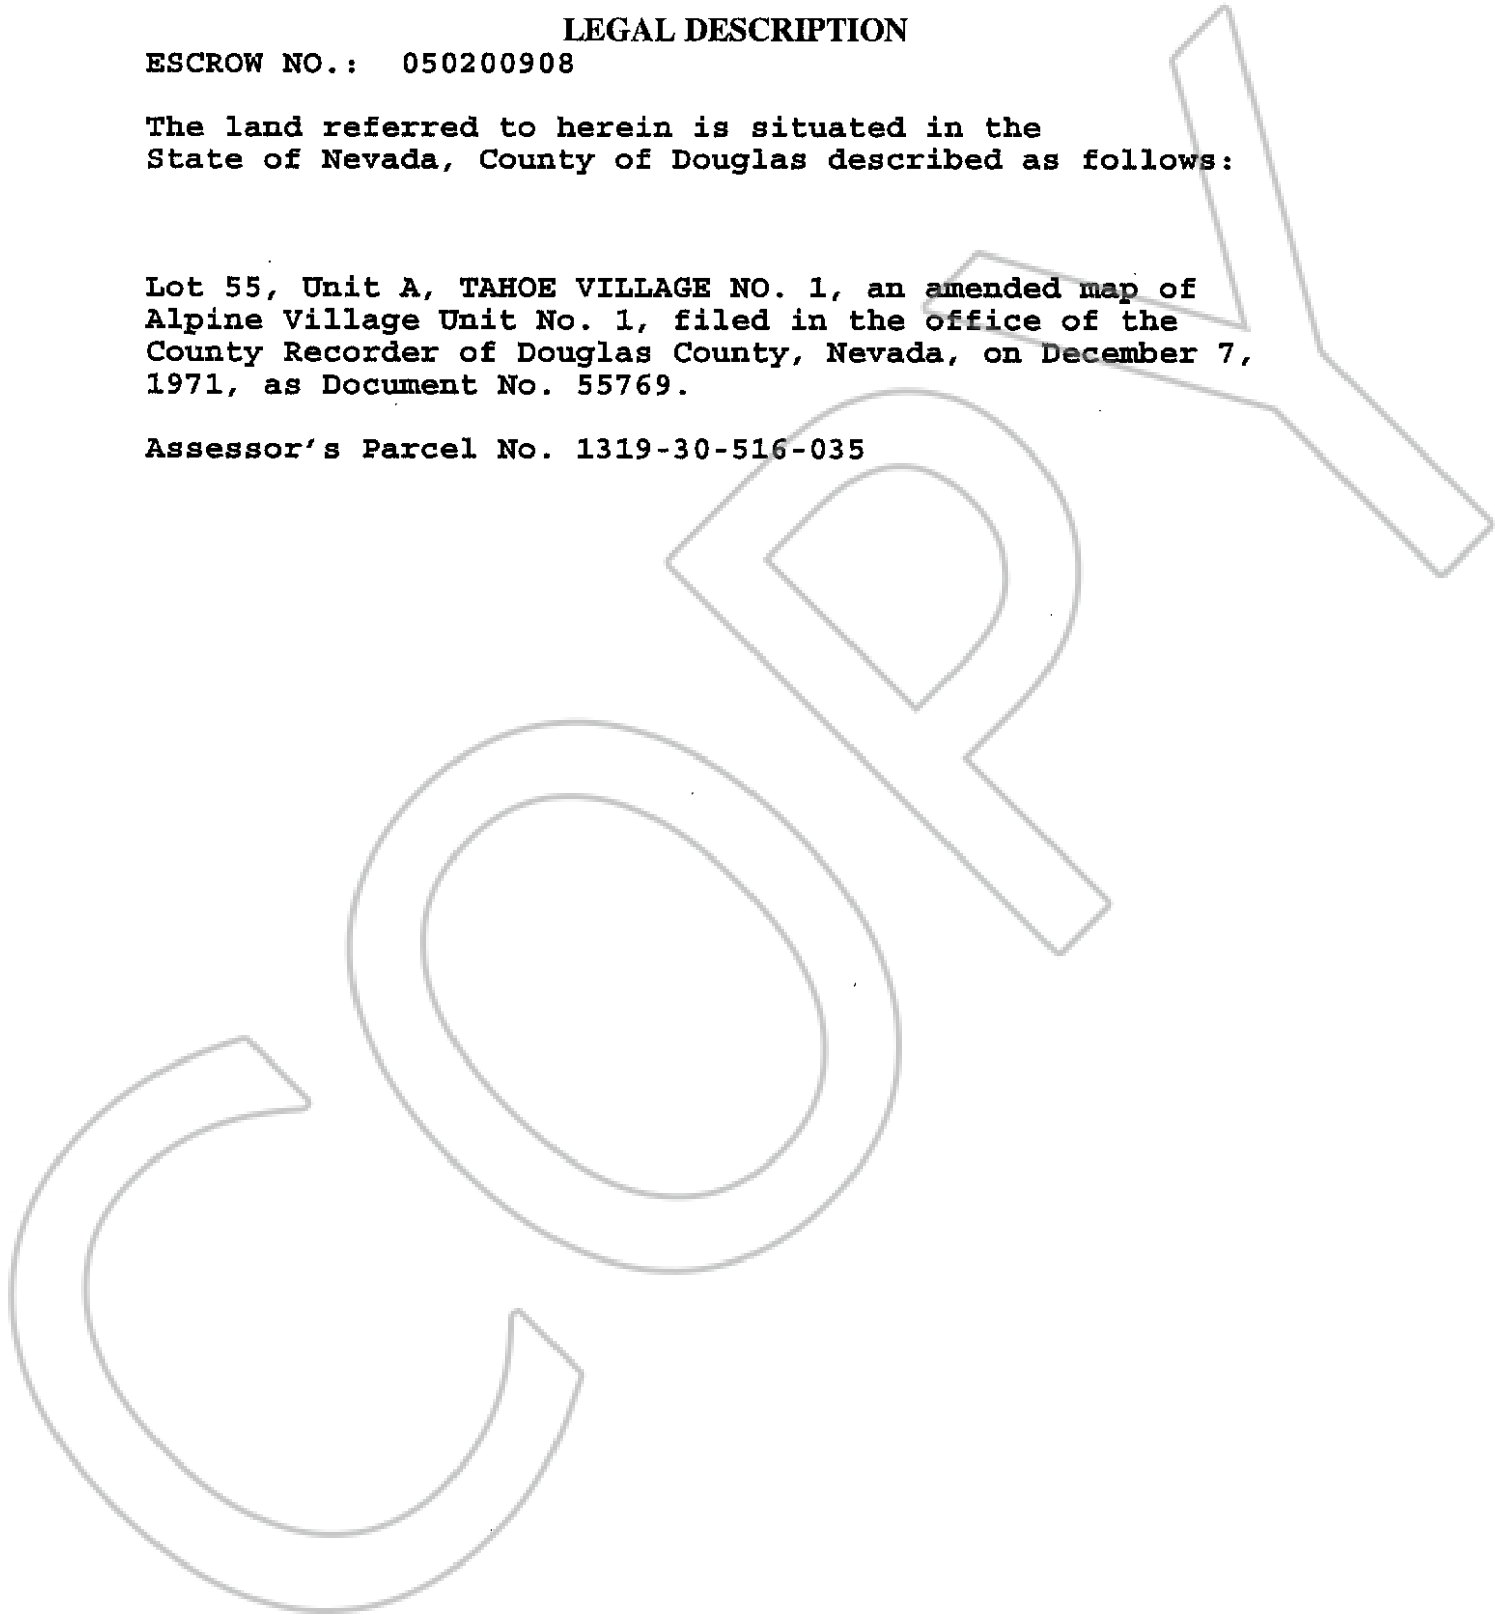 LEGAL DESCRIPTION
ESCROW NO.: 050200908
The land referred to herein is situated in the
State of Nevada, County of Douglas described as follows:
Lot 55, Unit A, TAHOE VILLAGE NO. 1, an amended map of
Alpine Village Unit No. 1, filed in the office of the
County Recorder of Douglas County, Nevada, on December 7,
1971, as Document No. 55769.
Assessor's Parcel No. 1319-30-516-035
COPY